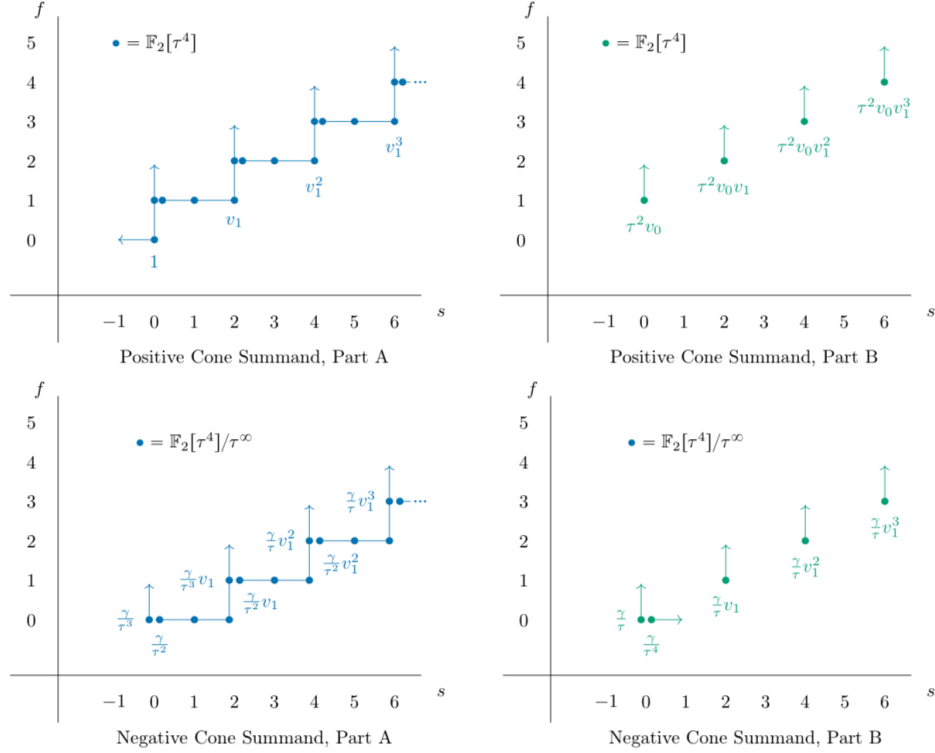 f
5
4
3
2
1
0
• = 𝔽₂[τ⁴]
...
v₁³
v₁²
v₁
1
−1 0 1 2 3 4 5 6 s
Positive Cone Summand, Part A
f
5
4
3
2
1
0
• = 𝔽₂[τ⁴]
τ²v₀v₁³
τ²v₀v₁²
τ²v₀v₁
τ²v₀
−1 0 1 2 3 4 5 6 s
Positive Cone Summand, Part B
f
5
4
3
2
1
0
• = 𝔽₂[τ⁴]/τ^∞
γ/τ v₁³ ...
γ/τ v₁²
γ/τ² v₁²
γ/τ³ v₁
γ/τ² v₁
γ/τ³
γ/τ²
−1 0 1 2 3 4 5 6 s
Negative Cone Summand, Part A
f
5
4
3
2
1
0
• = 𝔽₂[τ⁴]/τ^∞
γ/τ v₁³
γ/τ v₁²
γ/τ v₁
γ/τ
γ/τ⁴
−1 0 1 2 3 4 5 6 s
Negative Cone Summand, Part B